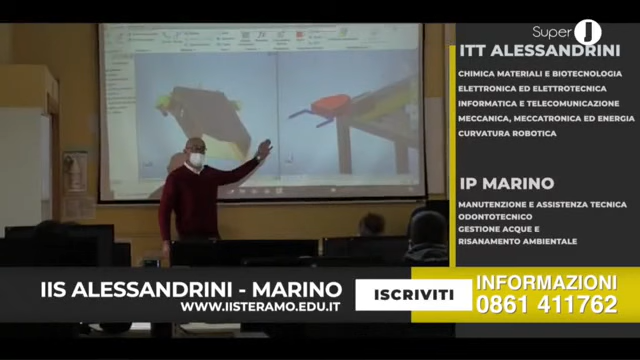 Super J
ITT ALESSANDRINI
CHIMICA MATERIALI E BIOTECNOLOGIA
ELETTRONICA ED ELETTROTECNICA
INFORMATICA E TELECOMUNICAZIONE
MECCANICA, MECCATRONICA ED ENERGIA
CURVATURA ROBOTICA
IP MARINO
MANUTENZIONE E ASSISTENZA TECNICA
ODONTOTECNICO
GESTIONE ACQUE E
RISANAMENTO AMBIENTALE
IIS ALESSANDRINI - MARINO
WWW.IISTERAMO.EDU.IT
ISCRIVITI
INFORMAZIONI
0861 411762